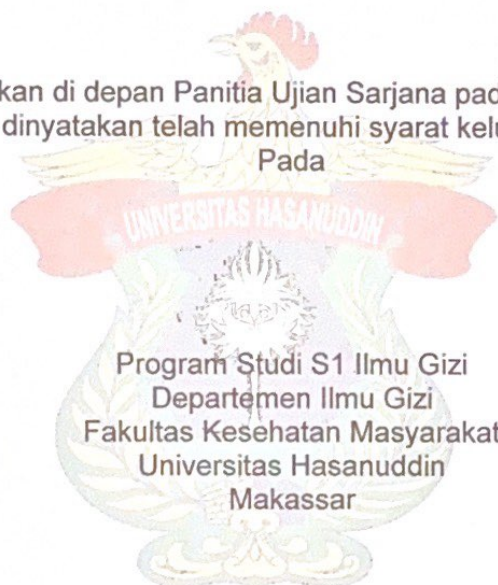 kan di depan Panitia Ujian Sarjana pad
dinyatakan telah memenuhi syarat kelu
Pada
UNIVERSITAS HASANUDDIN
Program Studi S1 Ilmu Gizi
Departemen Ilmu Gizi
Fakultas Kesehatan Masyarakat
Universitas Hasanuddin
Makassar